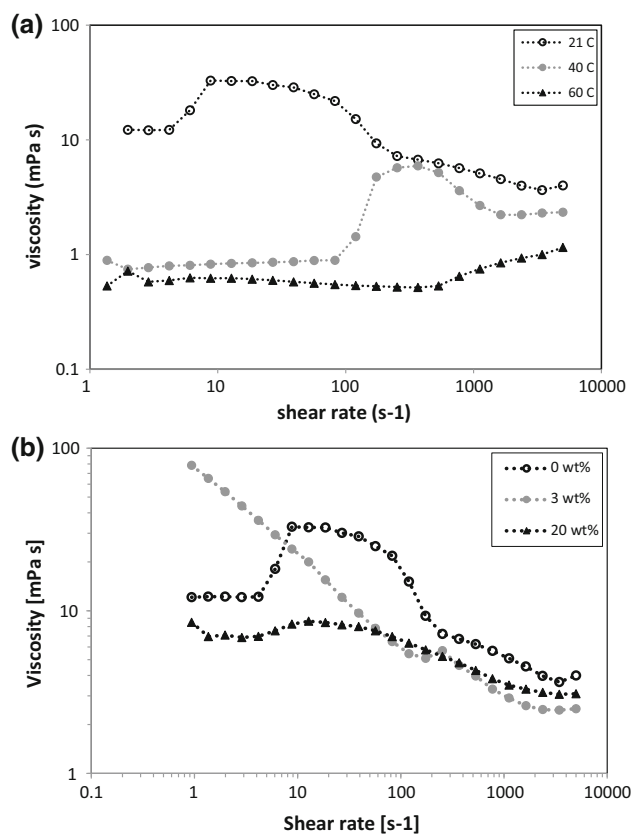 (a)
100
10
1
0.1
viscosity (mPa s)
1
10
100
1000
10000
shear rate (s-1)
21 C
40 C
60 C
(b)
100
10
1
Viscosity [mPa s]
0.1
1
10
100
1000
10000
Shear rate [s-1]
0 wt%
3 wt%
20 wt%